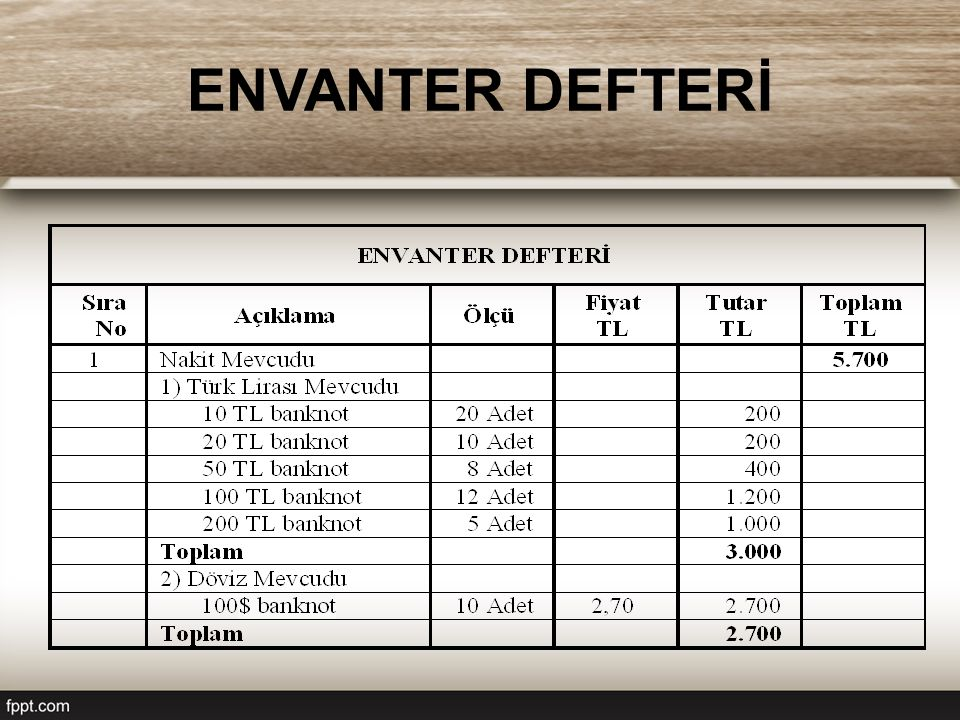 ENVANTER DEFTERİ
ENVANTER DEFTERİ
Sıra No Açıklama Ölçü Fiyat TL Tutar TL Toplam TL
1 Nakit Mevcudu 5.700
1) Türk Lirası Mevcudu
10 TL banknot 20 Adet 200
20 TL banknot 10 Adet 200
50 TL banknot 8 Adet 400
100 TL banknot 12 Adet 1.200
200 TL banknot 5 Adet 1.000
Toplam 3.000
2) Döviz Mevcudu
100$ banknot 10 Adet 2,70 2.700
Toplam 2.700
fppt.com